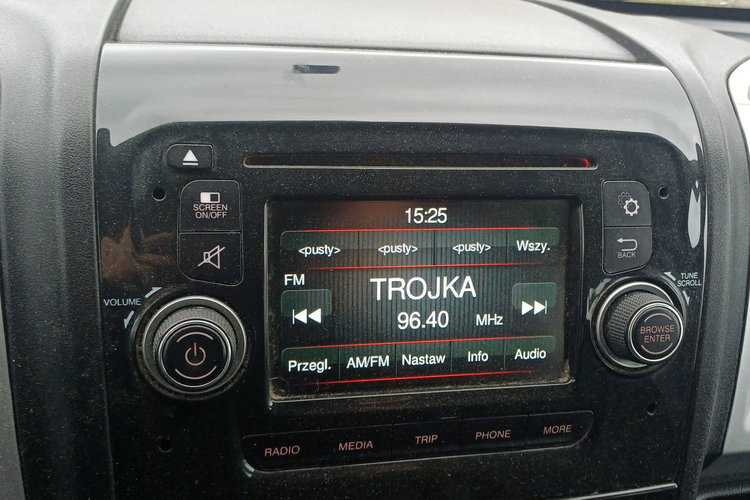 SCREEN
ON/OFF
VOLUME
15:25
<pusty> <pusty> <pusty> Wszy.
FM
TROJKA
96.40 MHz
Przegl. AM/FM Nastaw Info Audio
BACK
TUNE
SCROLL
BROWSE
ENTER
RADIO MEDIA TRIP PHONE MORE